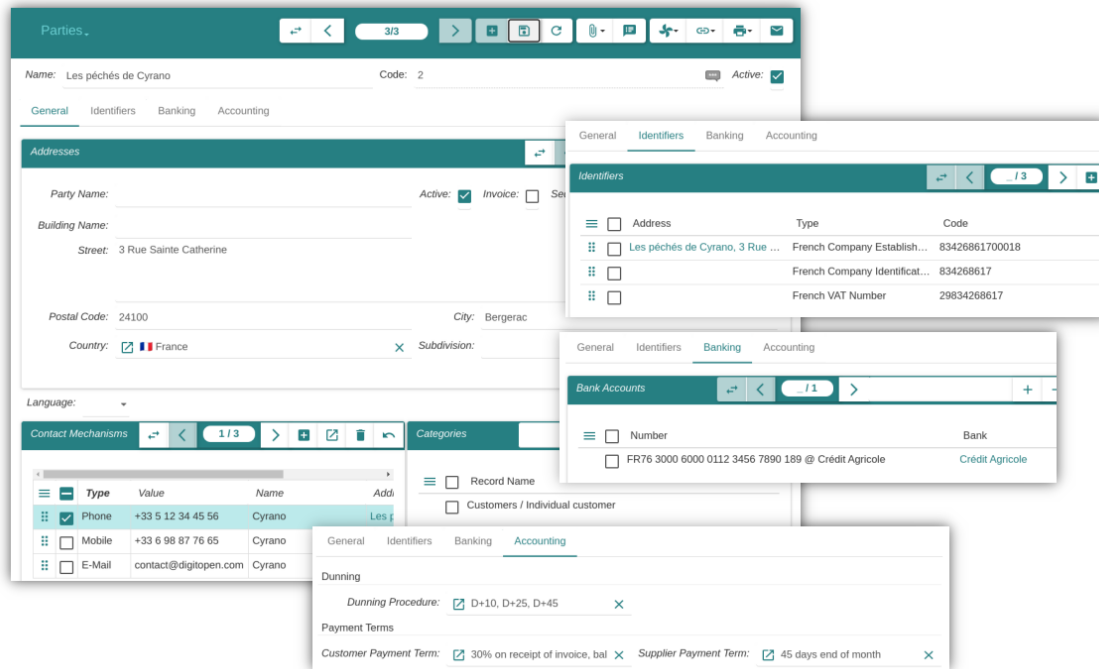 Parties
3/3
Name: Les péchés de Cyrano
Code: 2
Active:
General Identifiers Banking Accounting
Addresses
Party Name:
Active: Invoice:
Building Name:
Street: 3 Rue Sainte Catherine
Postal Code: 24100
City: Bergerac
Country: France
Subdivision:
Language:
Contact Mechanisms 1 / 3
Type Value Name
Phone +33 5 12 34 45 56 Cyrano
Mobile +33 6 98 87 76 65 Cyrano
E-Mail contact@digitopen.com Cyrano
Categories
Record Name
Customers / Individual customer
General Identifiers Banking Accounting
Identifiers _ / 3
Address Type Code
Les péchés de Cyrano, 3 Rue ... French Company Establish... 83426861700018
French Company Identificat... 834268617
French VAT Number 29834268617
General Identifiers Banking Accounting
Bank Accounts _ / 1
Number Bank
FR76 3000 6000 0112 3456 7890 189 @ Crédit Agricole Crédit Agricole
General Identifiers Banking Accounting
Dunning
Dunning Procedure: D+10, D+25, D+45
Payment Terms
Customer Payment Term: 30% on receipt of invoice, bal
Supplier Payment Term: 45 days end of month